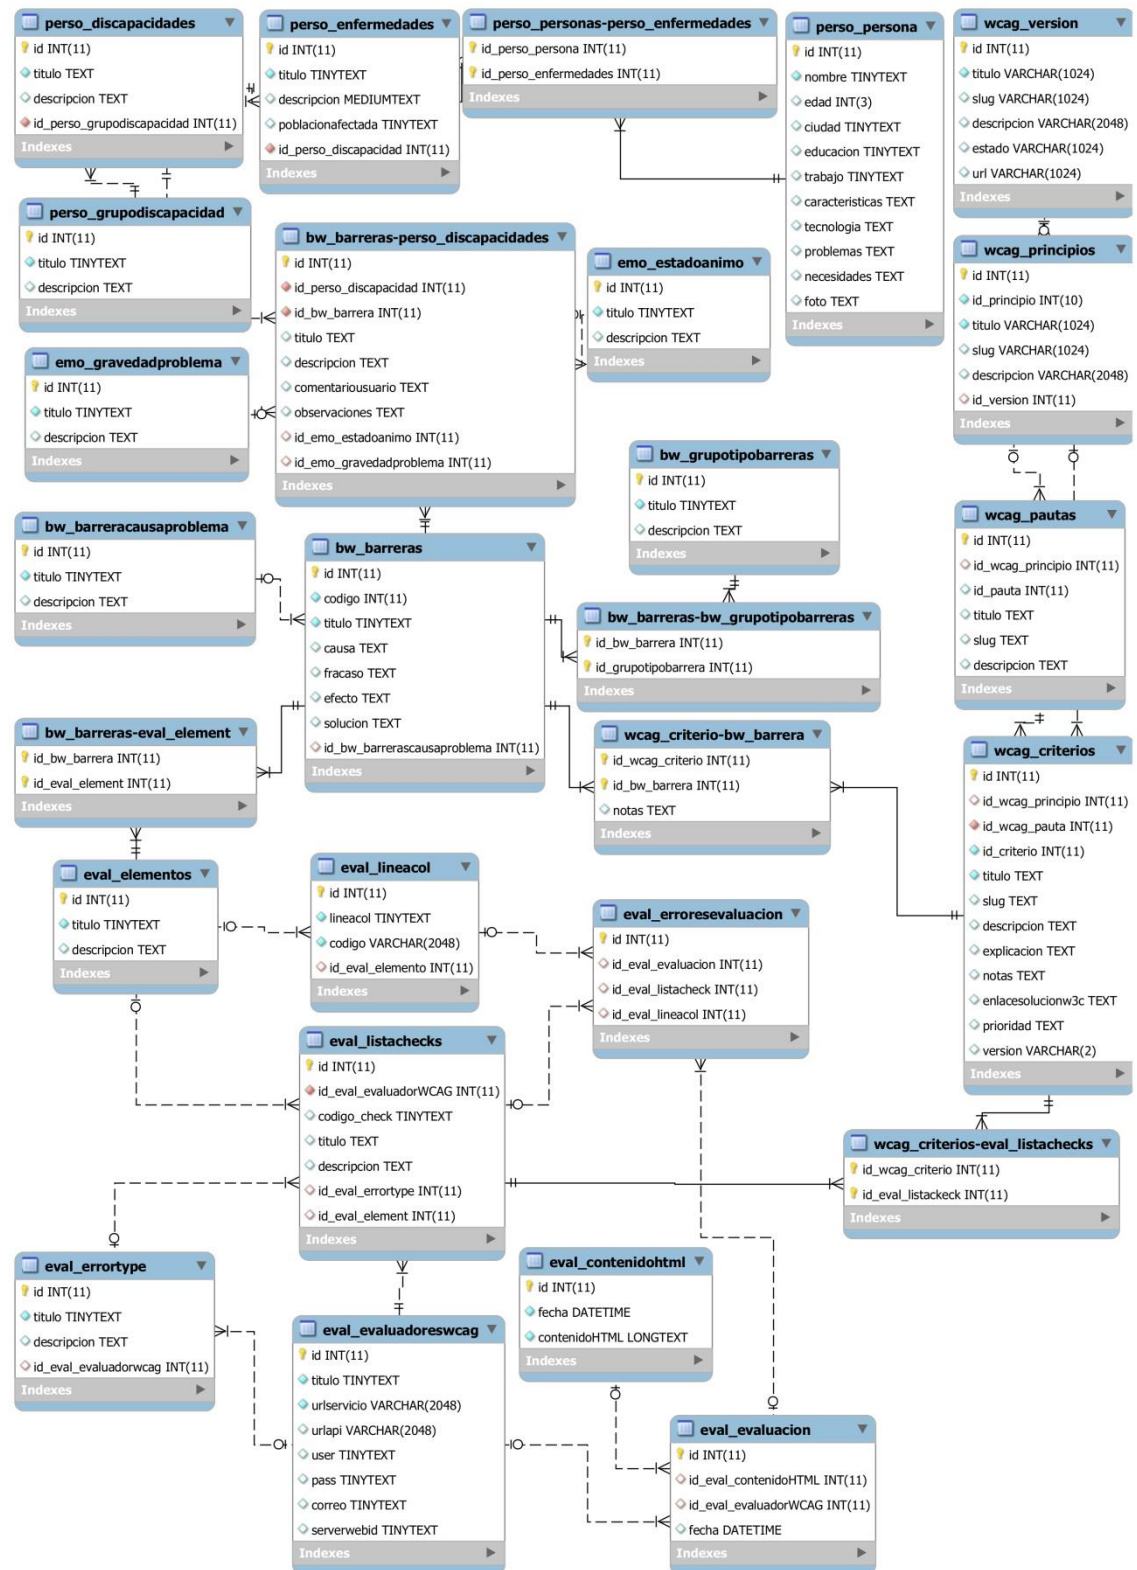 perso_discapacidades
id INT(11)
titulo TEXT
descripcion TEXT
id_perso_grupodiscapacidad INT(11)
Indexes
perso_enfermedades
id INT(11)
titulo TINYTEXT
descripcion MEDIUMTEXT
poblacionafectada TINYTEXT
id_perso_discapacidad INT(11)
Indexes
perso_personas-perso_enfermedades
id_perso_persona INT(11)
id_perso_enfermedades INT(11)
Indexes
perso_persona
id INT(11)
nombre TINYTEXT
edad INT(3)
ciudad TINYTEXT
educacion TINYTEXT
trabajo TINYTEXT
caracteristicas TEXT
tecnologia TEXT
problemas TEXT
necesidades TEXT
foto TEXT
Indexes
wcag_version
id INT(11)
titulo VARCHAR(1024)
slug VARCHAR(1024)
descripcion VARCHAR(2048)
estado VARCHAR(1024)
url VARCHAR(1024)
Indexes
perso_grupodiscapacidad
id INT(11)
titulo TINYTEXT
descripcion TEXT
Indexes
bw_barreras-perso_discapacidades
id INT(11)
id_perso_discapacidad INT(11)
id_bw_barrera INT(11)
titulo TEXT
descripcion TEXT
comentariousuario TEXT
observaciones TEXT
id_emo_estadoanimo INT(11)
id_emo_gravedadproblema INT(11)
Indexes
emo_estadoanimo
id INT(11)
titulo TINYTEXT
descripcion TEXT
Indexes
wcag_principios
id INT(11)
id_principio INT(10)
titulo VARCHAR(1024)
slug VARCHAR(1024)
descripcion VARCHAR(2048)
id_version INT(11)
Indexes
emo_gravedadproblema
id INT(11)
titulo TINYTEXT
descripcion TEXT
Indexes
bw_grupotipobarreras
id INT(11)
titulo TINYTEXT
descripcion TEXT
Indexes
bw_barreracausaproblema
id INT(11)
titulo TINYTEXT
descripcion TEXT
Indexes
bw_barreras
id INT(11)
codigo INT(11)
titulo TINYTEXT
causa TEXT
fracaso TEXT
efecto TEXT
solucion TEXT
id_bw_barrerascausaproblema INT(11)
Indexes
bw_barreras-bw_grupotipobarreras
id_bw_barrera INT(11)
id_grupotipobarrera INT(11)
Indexes
wcag_pautas
id INT(11)
id_wcag_principio INT(11)
id_pauta INT(11)
titulo TEXT
slug TEXT
descripcion TEXT
Indexes
bw_barreras-eval_element
id_bw_barrera INT(11)
id_eval_element INT(11)
Indexes
wcag_criterio-bw_barrera
id_wcag_criterio INT(11)
id_bw_barrera INT(11)
notas TEXT
Indexes
wcag_criterios
id INT(11)
id_wcag_principio INT(11)
id_wcag_pauta INT(11)
id_criterio INT(11)
titulo TEXT
slug TEXT
descripcion TEXT
explicacion TEXT
notas TEXT
enlacesolucionw3c TEXT
prioridad TEXT
version VARCHAR(2)
Indexes
eval_elementos
id INT(11)
titulo TINYTEXT
descripcion TEXT
Indexes
eval_lineacol
id INT(11)
lineacol TINYTEXT
codigo VARCHAR(2048)
id_eval_elemento INT(11)
Indexes
eval_erroresevaluacion
id INT(11)
id_eval_evaluacion INT(11)
id_eval_listacheck INT(11)
id_eval_lineacol INT(11)
Indexes
eval_listachecks
id INT(11)
id_eval_evaluadorWCAG INT(11)
codigo_check TINYTEXT
titulo TEXT
descripcion TEXT
id_eval_errortype INT(11)
id_eval_element INT(11)
Indexes
wcag_criterios-eval_listachecks
id_wcag_criterio INT(11)
id_eval_listackeck INT(11)
Indexes
eval_errortype
id INT(11)
titulo TINYTEXT
descripcion TEXT
id_eval_evaluadorwcag INT(11)
Indexes
eval_contenidohtml
id INT(11)
fecha DATETIME
contenidoHTML LONGTEXT
Indexes
eval_evaluadoreswcag
id INT(11)
titulo TINYTEXT
urlservicio VARCHAR(2048)
urlapi VARCHAR(2048)
user TINYTEXT
pass TINYTEXT
correo TINYTEXT
serverwebid TINYTEXT
Indexes
eval_evaluacion
id INT(11)
id_eval_contenidoHTML INT(11)
id_eval_evaluadorWCAG INT(11)
fecha DATETIME
Indexes